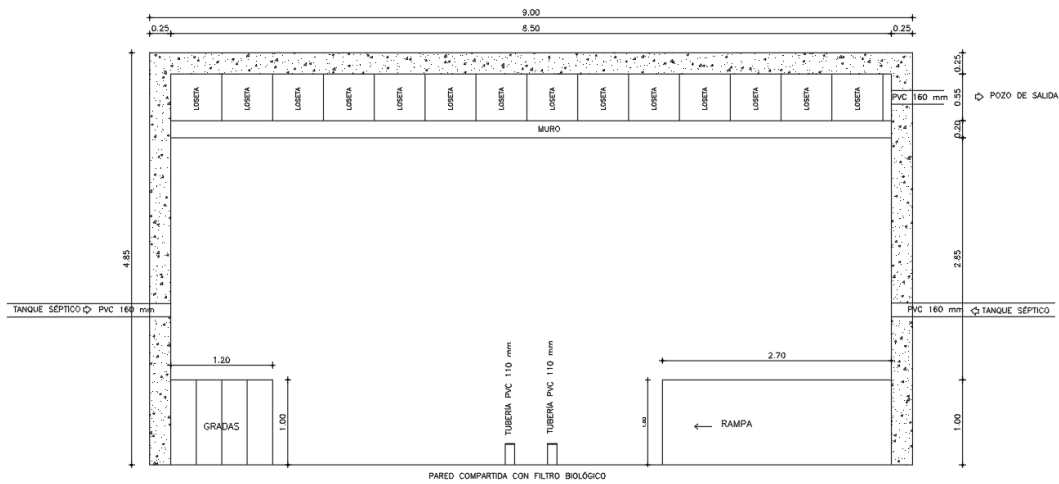 9.00
0.25 8.50 0.25
LOSETA
LOSETA
LOSETA
LOSETA
LOSETA
LOSETA
LOSETA
LOSETA
LOSETA
LOSETA
LOSETA
LOSETA
LOSETA
LOSETA
0.25
PVC 160 mm
0.55
POZO DE SALIDA
MURO
0.20
4.85
2.85
TANQUE SÉPTICO PVC 160 mm
PVC 160 mm TANQUE SÉPTICO
1.20
2.70
TUBERIA PVC 110 mm
TUBERIA PVC 110 mm
GRADAS
1.00
1.00
RAMPA
1.00
PARED COMPARTIDA CON FILTRO BIOLÓGICO